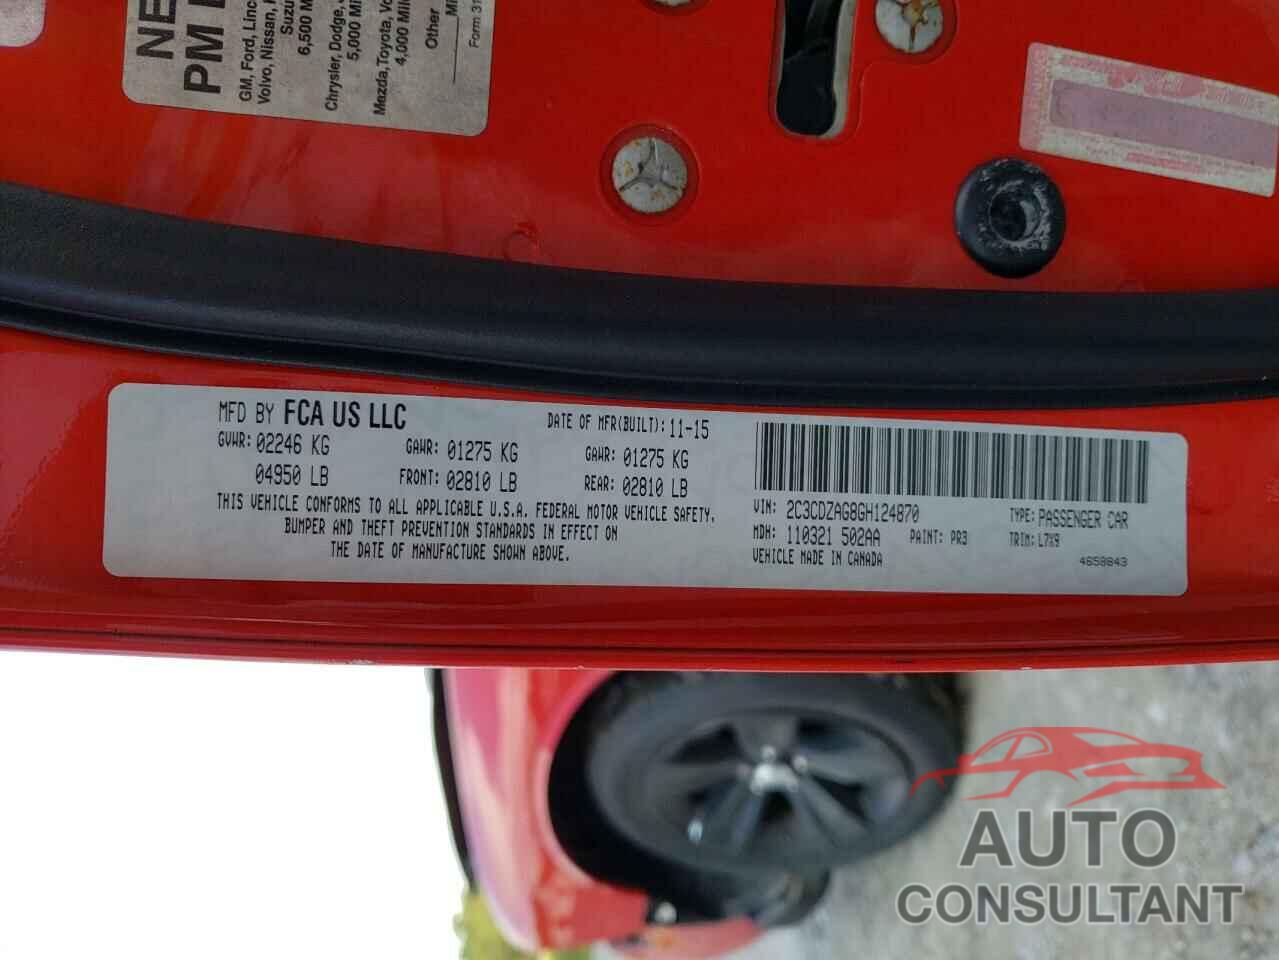 NE
PM
GM, Ford, Linc
Volvo, Nissan,
Suzu
6,500 M
Chrysler, Dodge,
5,000 Mi
Mazda, Toyota, Vo
4,000 Mile
Other
Mi
Form 31
MFD BY FCA US LLC
DATE OF MFR(BUILT): 11-15
GVWR: 02246 KG
GAWR: 01275 KG
GAWR: 01275 KG
04950 LB
FRONT: 02810 LB
REAR: 02810 LB
THIS VEHICLE CONFORMS TO ALL APPLICABLE U.S.A. FEDERAL MOTOR VEHICLE SAFETY,
BUMPER AND THEFT PREVENTION STANDARDS IN EFFECT ON
THE DATE OF MANUFACTURE SHOWN ABOVE.
VIN: 2C3CDZAG8GH124870
TYPE: PASSENGER CAR
MDH: 110321 502AA
PAINT: PR3
TRIM: L7X9
VEHICLE MADE IN CANADA
4658843
AUTO
CONSULTANT